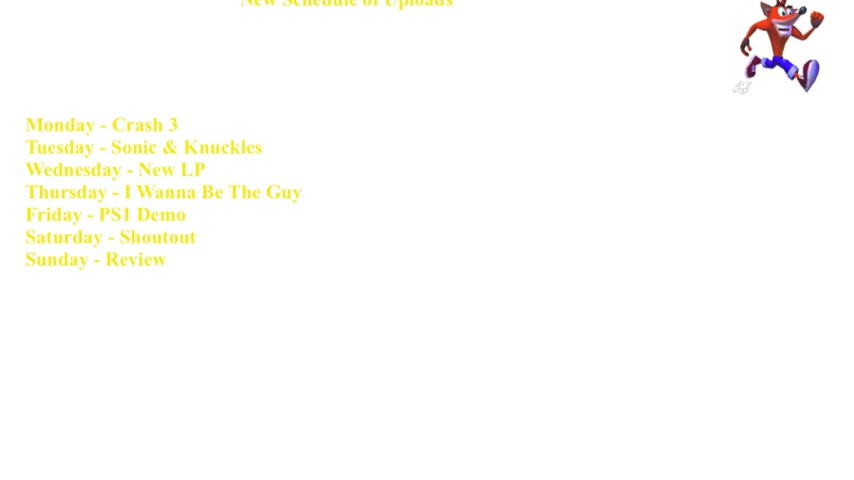 New Schedule of Uploads
Monday - Crash 3
Tuesday - Sonic & Knuckles
Wednesday - New LP
Thursday - I Wanna Be The Guy
Friday - PS1 Demo
Saturday - Shoutout
Sunday - Review